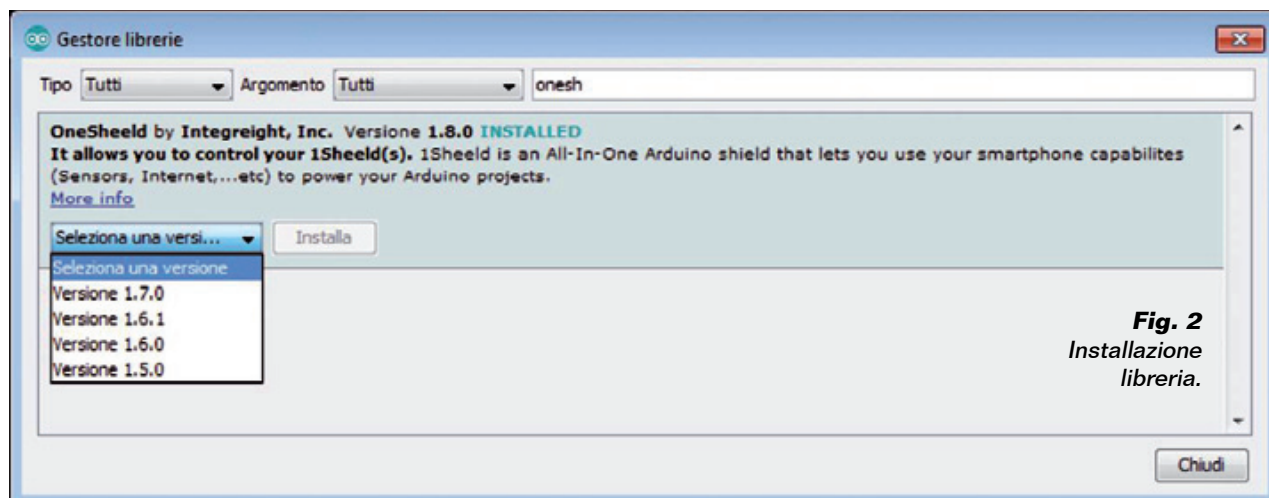 Gestore librerie
Tipo Tutti Argomento Tutti onesh
OneSheeld by Integreight, Inc. Versione 1.8.0 INSTALLED
It allows you to control your 1Sheeld(s). 1Sheeld is an All-In-One Arduino shield that lets you use your smartphone capabilites
(Sensors, Internet,...etc) to power your Arduino projects.
More info
Seleziona una versi... Installa
Seleziona una versione
Versione 1.7.0
Versione 1.6.1
Versione 1.6.0
Versione 1.5.0
Fig. 2
Installazione
libreria.
Chiudi